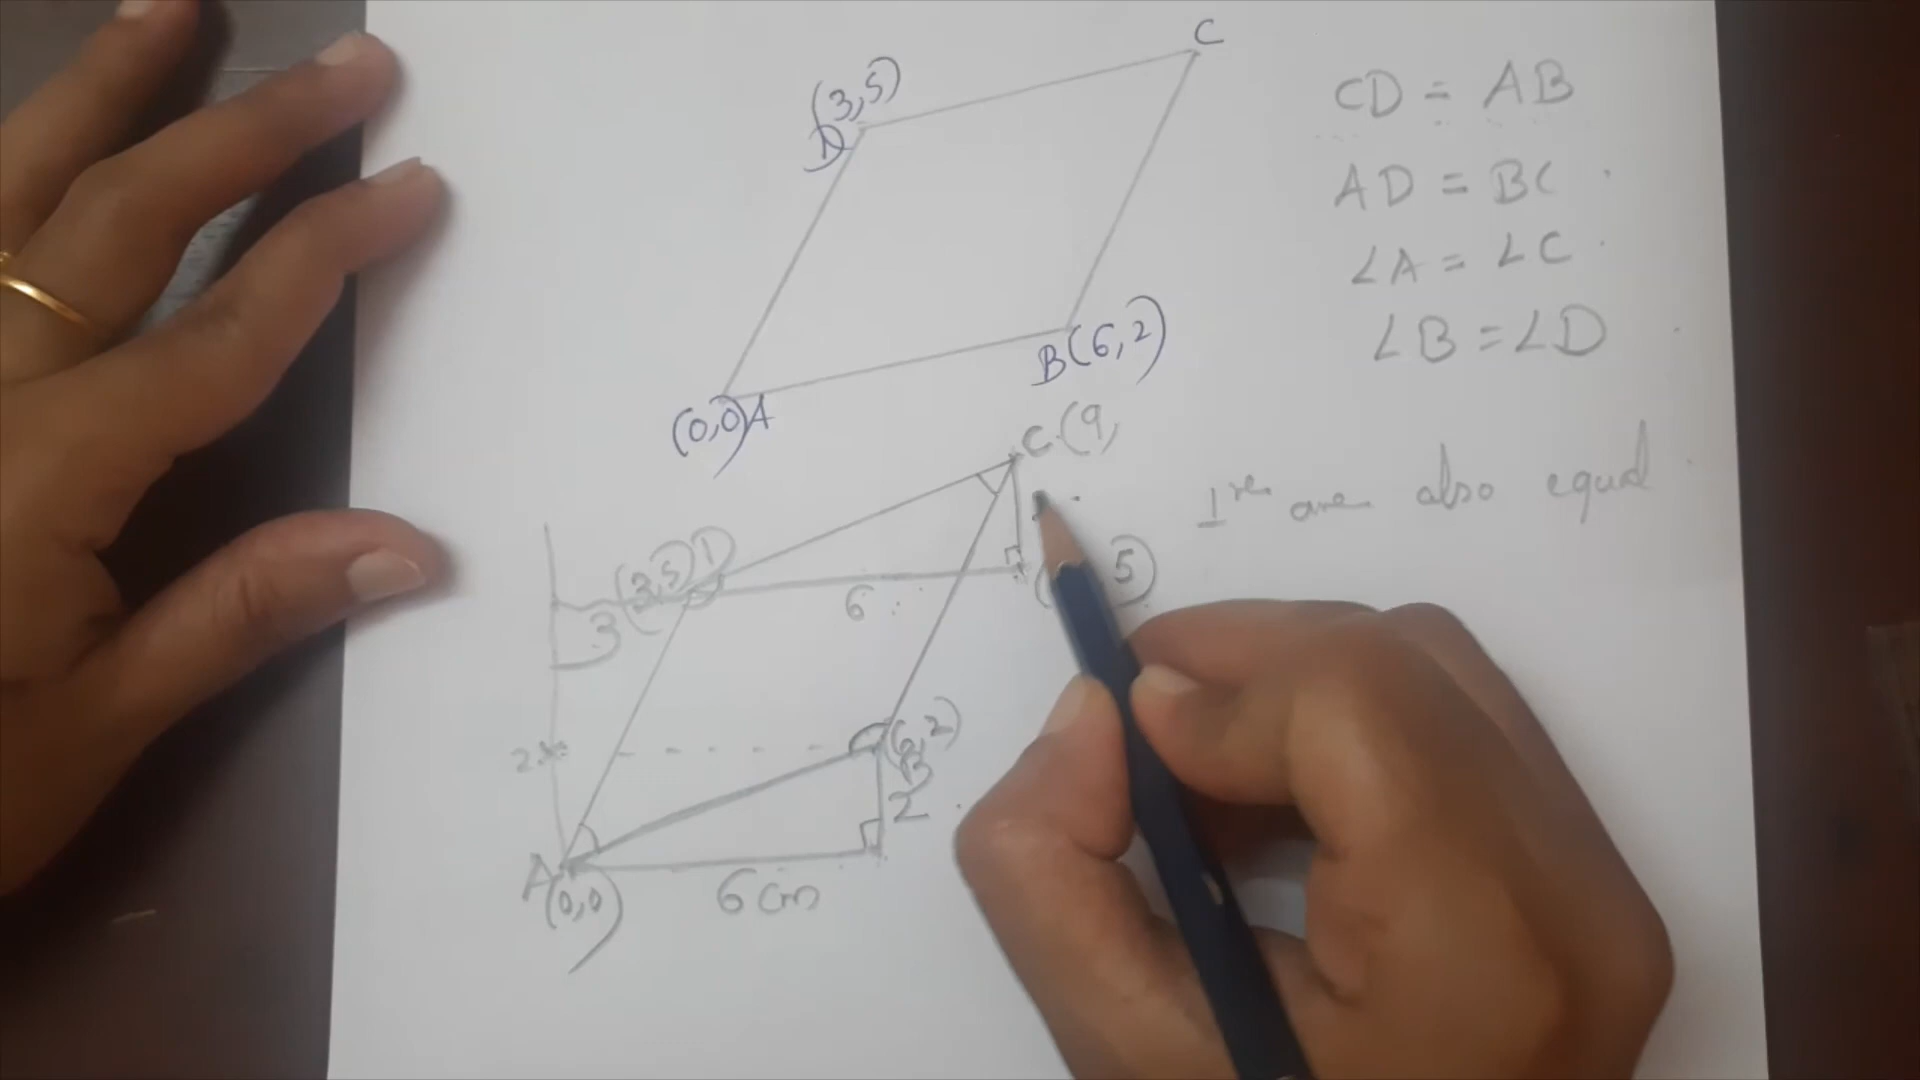 C
(3,5)
D
B(6,2)
(0,0)A
CD = AB
AD = BC
∠A = ∠C
∠B = ∠D
C (9,
are also equal
(3,5) D
3
6
5)
(6,2)
B
2
2
A
(0,0)
6 cm